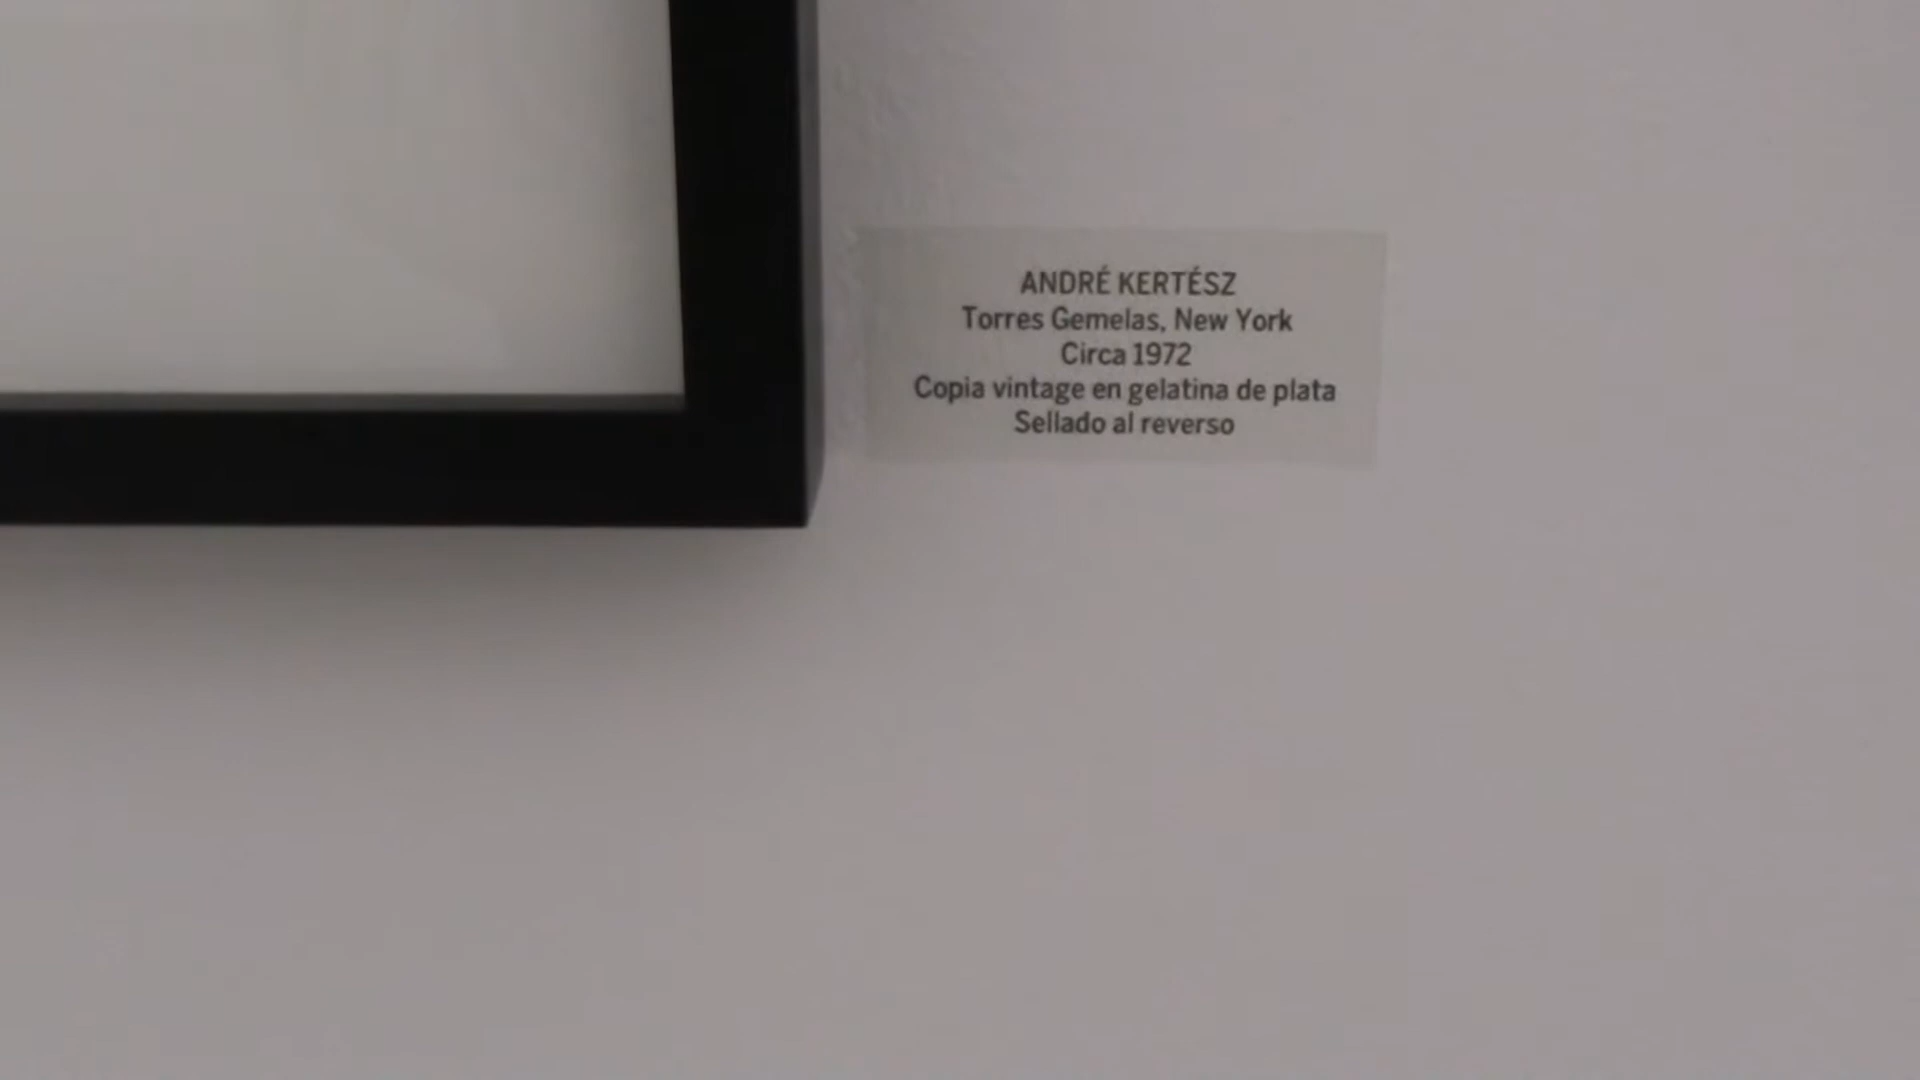 ANDRÉ KERTÉSZ
Torres Gemelas, New York
Circa 1972
Copia vintage en gelatina de plata
Sellado al reverso